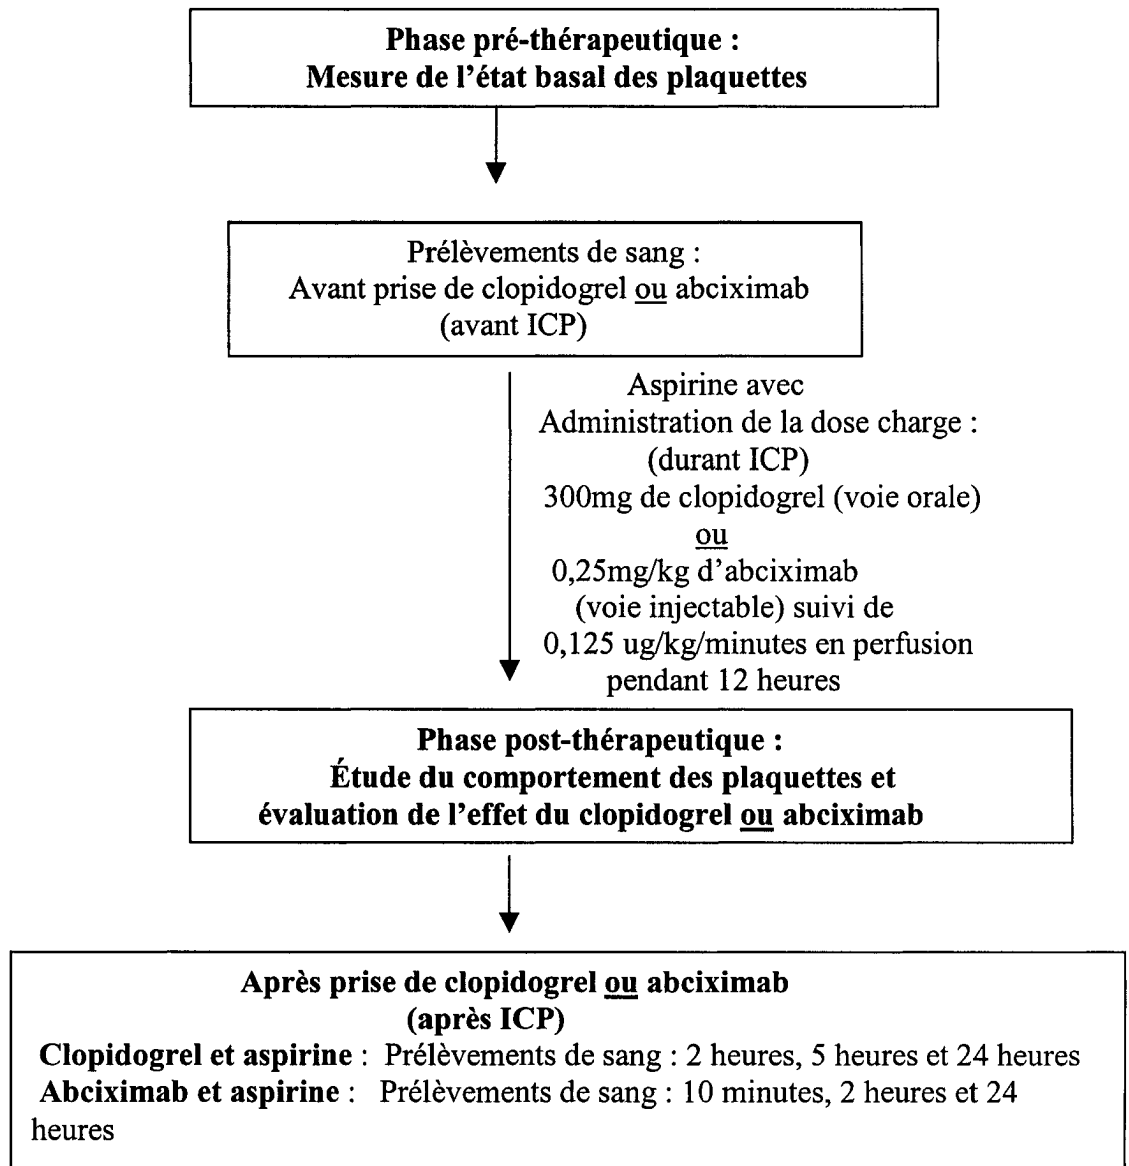 Phase pré-thérapeutique :
Mesure de l'état basal des plaquettes
Prélèvements de sang :
Avant prise de clopidogrel ou abciximab
(avant ICP)
Aspirine avec
Administration de la dose charge :
(durant ICP)
300mg de clopidogrel (voie orale)
ou
0,25mg/kg d'abciximab
(voie injectable) suivi de
0,125 ug/kg/minutes en perfusion
pendant 12 heures
Phase post-thérapeutique :
Étude du comportement des plaquettes et
évaluation de l'effet du clopidogrel ou abciximab
Après prise de clopidogrel ou abciximab
(après ICP)
Clopidogrel et aspirine : Prélèvements de sang : 2 heures, 5 heures et 24 heures
Abciximab et aspirine : Prélèvements de sang : 10 minutes, 2 heures et 24
heures